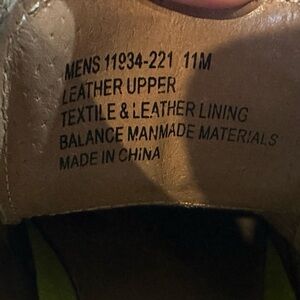 MENS 11934-221 11M
LEATHER UPPER
TEXTILE & LEATHER LINING
BALANCE MANMADE MATERIALS
MADE IN CHINA